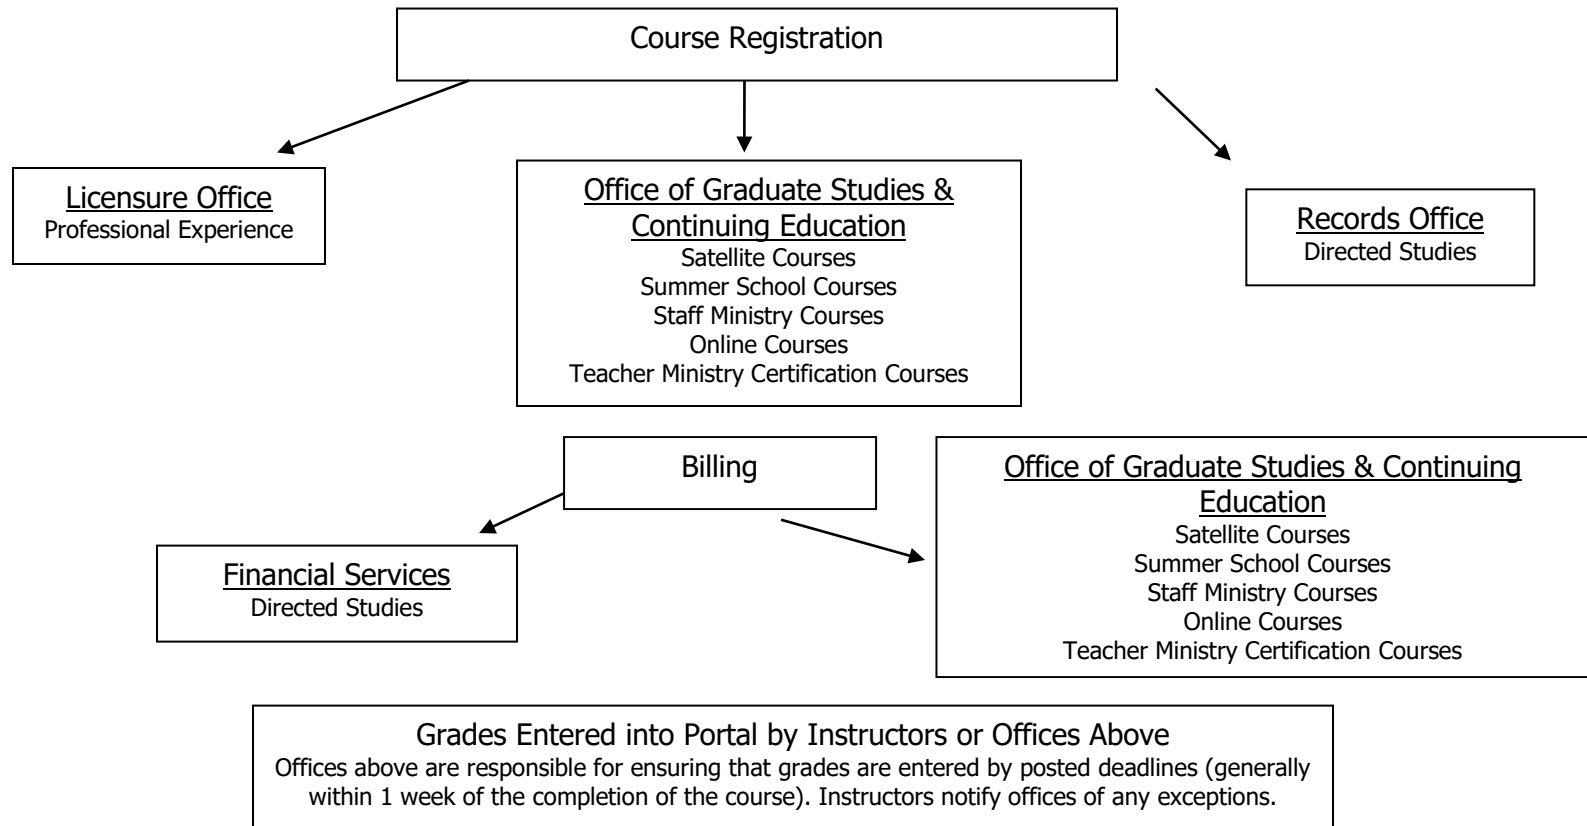 Course Registration
Licensure Office
Professional Experience
Office of Graduate Studies &
Continuing Education
Satellite Courses
Summer School Courses
Staff Ministry Courses
Online Courses
Teacher Ministry Certification Courses
Records Office
Directed Studies
Billing
Financial Services
Directed Studies
Office of Graduate Studies & Continuing
Education
Satellite Courses
Summer School Courses
Staff Ministry Courses
Online Courses
Teacher Ministry Certification Courses
Grades Entered into Portal by Instructors or Offices Above
Offices above are responsible for ensuring that grades are entered by posted deadlines (generally
within 1 week of the completion of the course). Instructors notify offices of any exceptions.